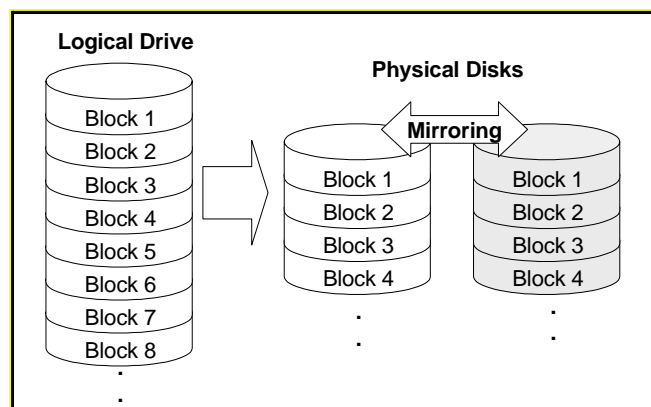 Logical Drive
Physical Disks
Mirroring
Block 1
Block 2
Block 3
Block 4
Block 5
Block 6
Block 7
Block 8
.
.
Block 1
Block 2
Block 3
Block 4
.
.
Block 1
Block 2
Block 3
Block 4
.
.